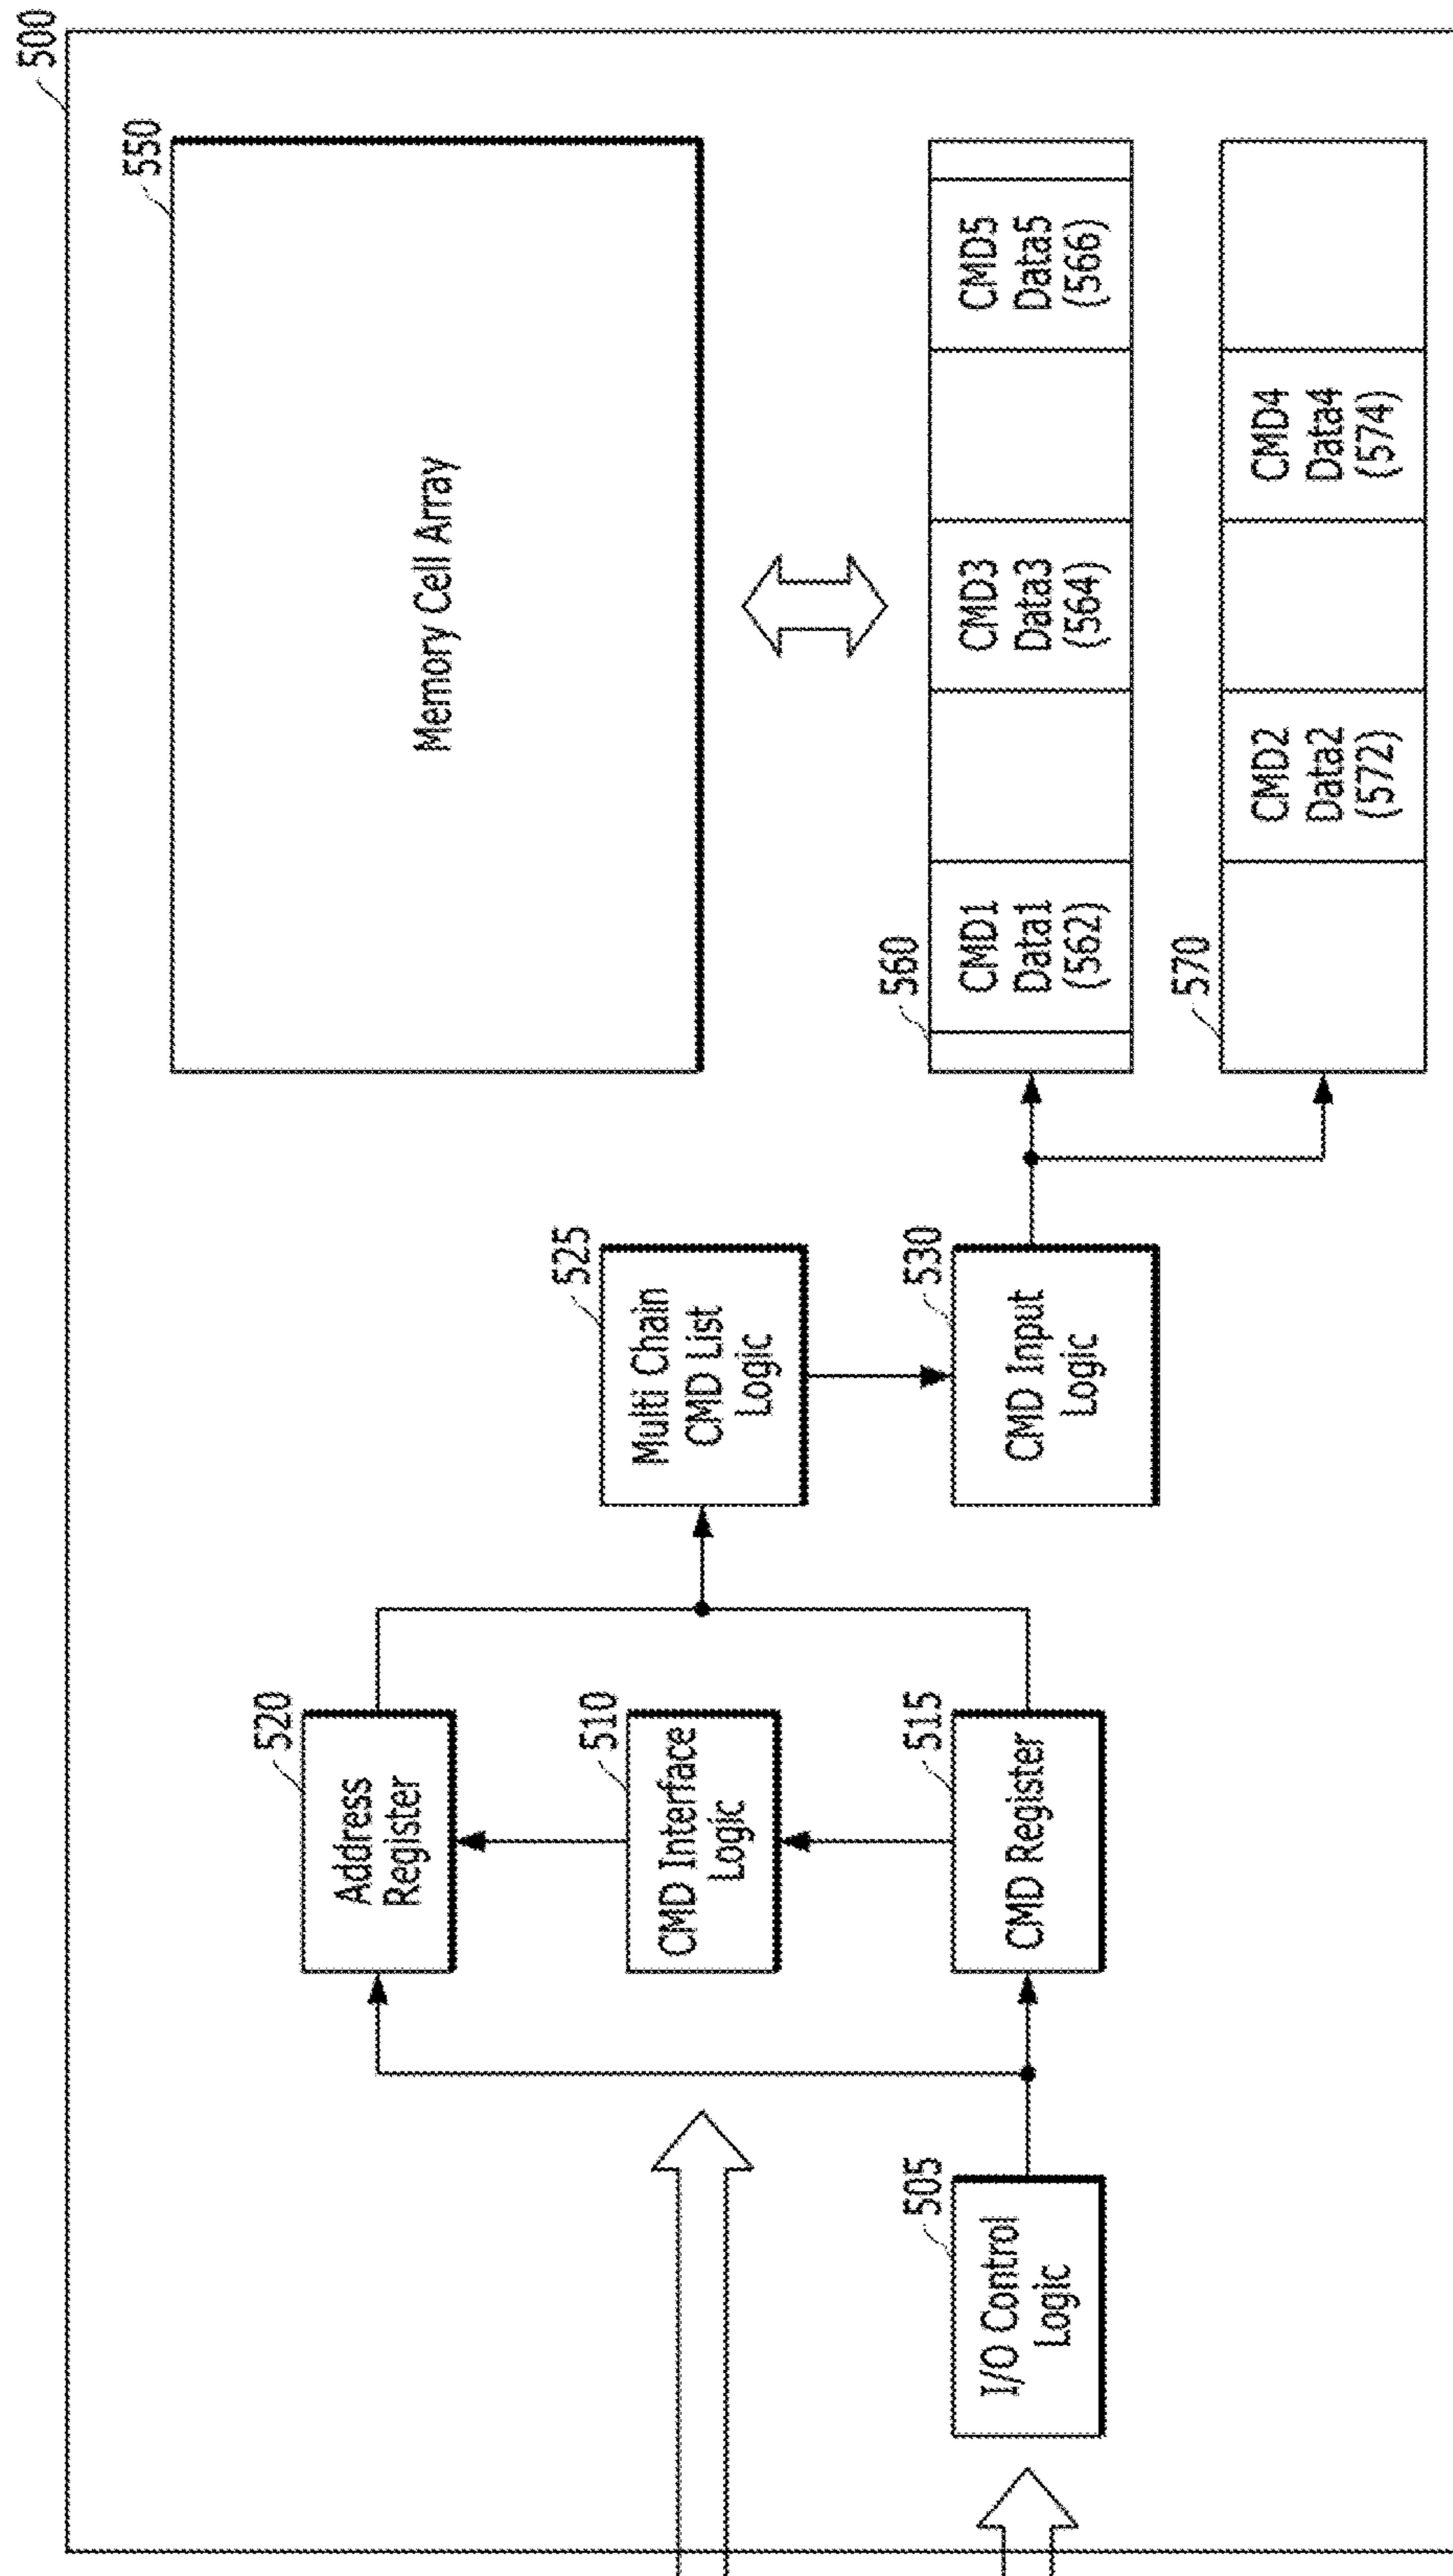 500
550
Memory Cell Array
520
Address
Register
525
Multi Chain
CMD List
Logic
510
CMD Interface
Logic
560
CMD1
Data1
(562)
CMD3
Data3
(564)
CMD5
Data5
(566)
505
I/O Control
Logic
515
CMD Register
530
CMD Input
Logic
570
CMD2
Data2
(572)
CMD4
Data4
(574)